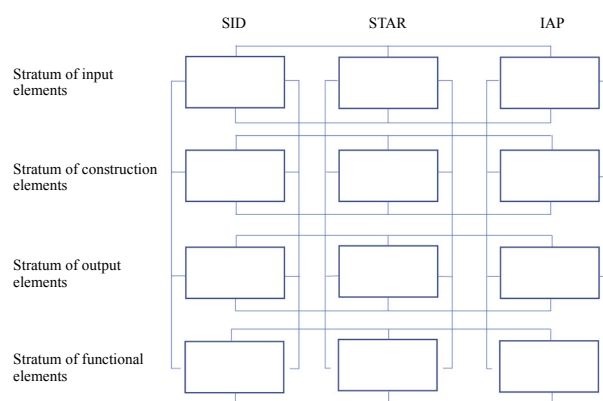 SID STAR IAP
Stratum of input
elements
Stratum of construction
elements
Stratum of output
elements
Stratum of functional
elements